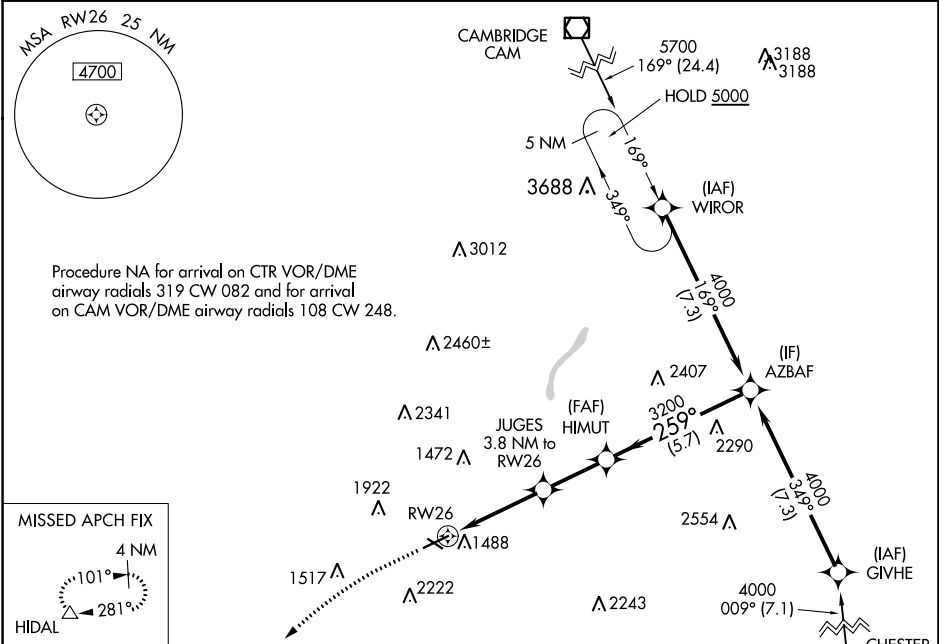 MSA RW26 25 NM
4700
CAMBRIDGE
CAM
5700
169° (24.4)
3188
3188
HOLD 5000
5 NM
169°
349°
3688
(IAF)
WIROR
3012
Procedure NA for arrival on CTR VOR/DME
airway radials 319 CW 082 and for arrival
on CAM VOR/DME airway radials 108 CW 248.
4000
169°
(7.3)
2460±
(IF)
AZBAF
2407
2341
JUGES
3.8 NM to
RW26
(FAF)
HIMUT
3200
259°
(5.7)
2290
1472
1922
RW26
1488
2554
4000
349°
(7.3)
MISSED APCH FIX
4 NM
101°
281°
HIDAL
1517
2222
2243
(IAF)
GIVHE
4000
009° (7.1)
CHESTER